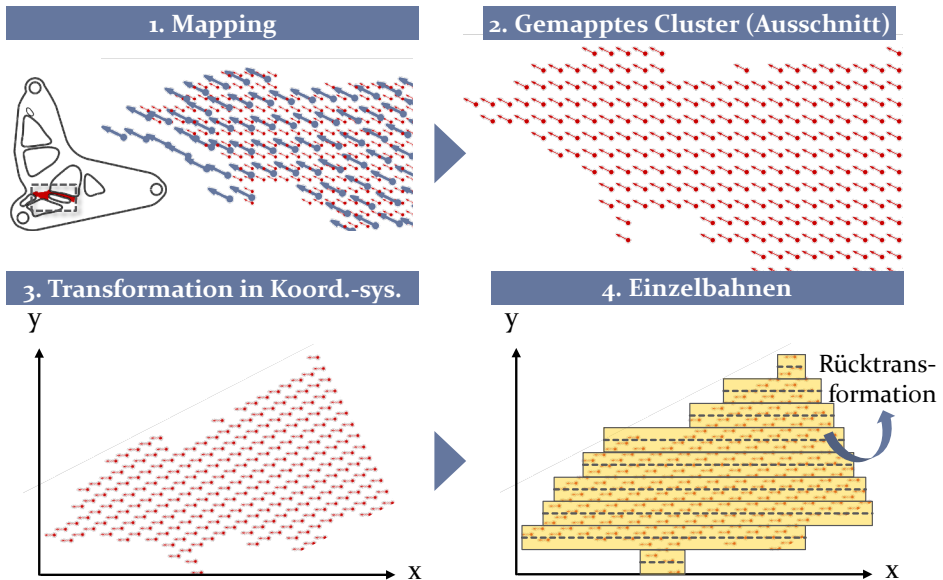 1. Mapping
2. Gemapptes Cluster (Ausschnitt)
3. Transformation in Koord.-sys.
y
x
4. Einzelbahnen
y
Rücktrans-
formation
x